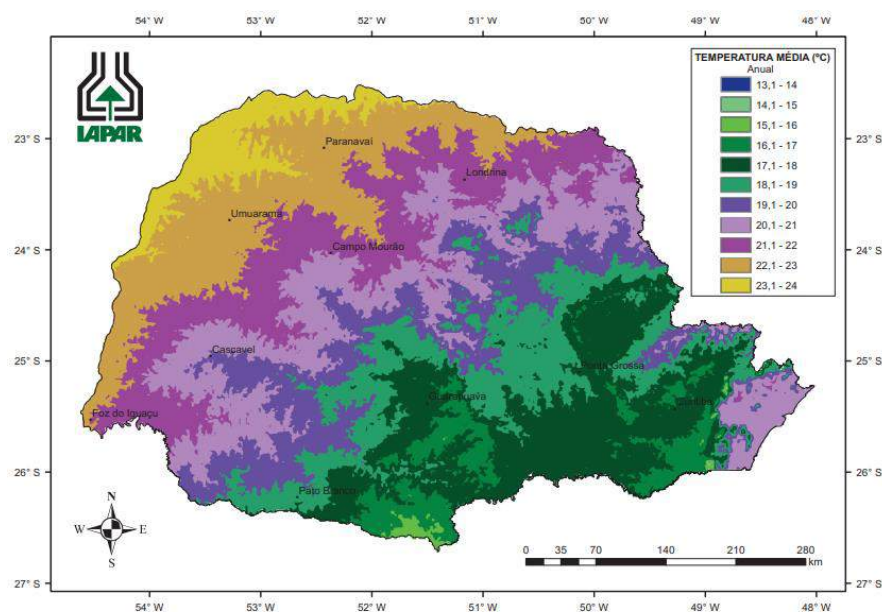 54° W 53° W 52° W 51° W 50° W 49° W 48° W
IAPAR
TEMPERATURA MÉDIA (ºC)
Anual
13,1 - 14
14,1 - 15
15,1 - 16
16,1 - 17
17,1 - 18
18,1 - 19
19,1 - 20
20,1 - 21
21,1 - 22
22,1 - 23
23,1 - 24
23° S 23° S
Paranavaí
Londrina
Umuarama
24° S 24° S
Campo Mourão
Cascavel
25° S 25° S
Ponta Grossa
Guarapuava
Curitiba
Foz do Iguaçu
26° S 26° S
Pato Branco
N
W E
S
0 35 70 140 210 280
km
27° S 27° S
54° W 53° W 52° W 51° W 50° W 49° W 48° W